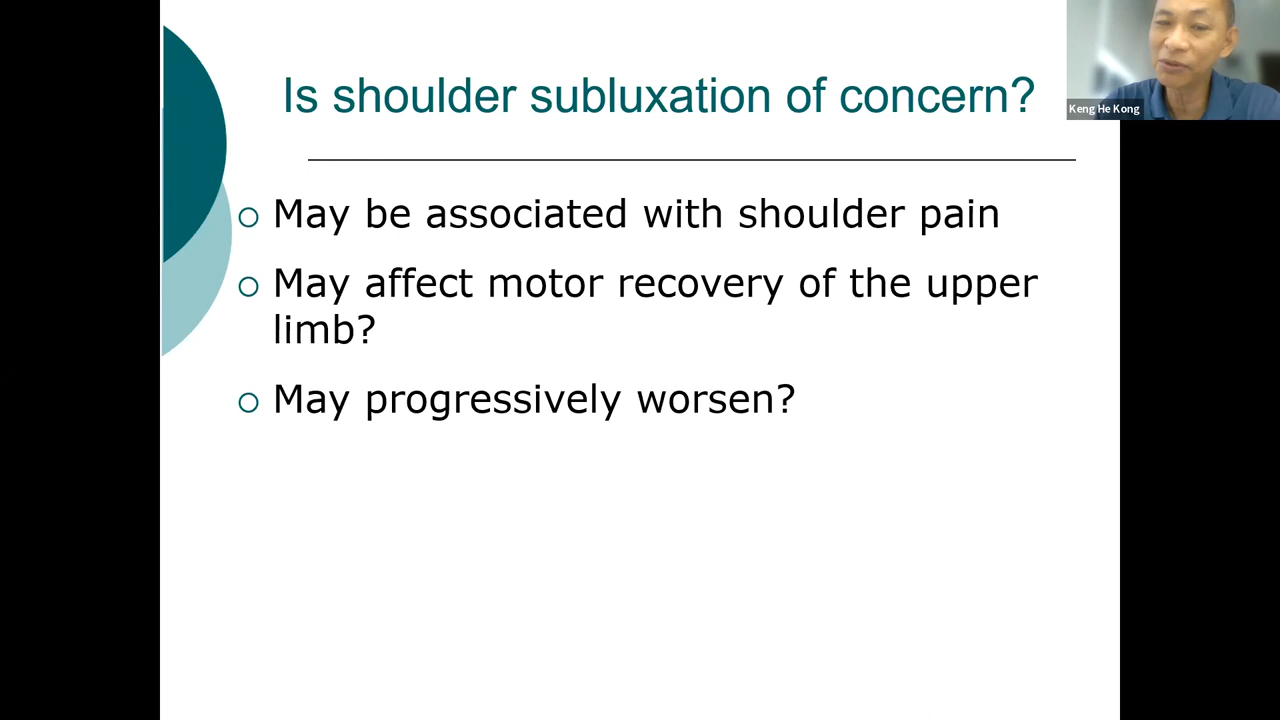 Is shoulder subluxation of concern?
Keng He Kong
May be associated with shoulder pain
May affect motor recovery of the upper
limb?
May progressively worsen?